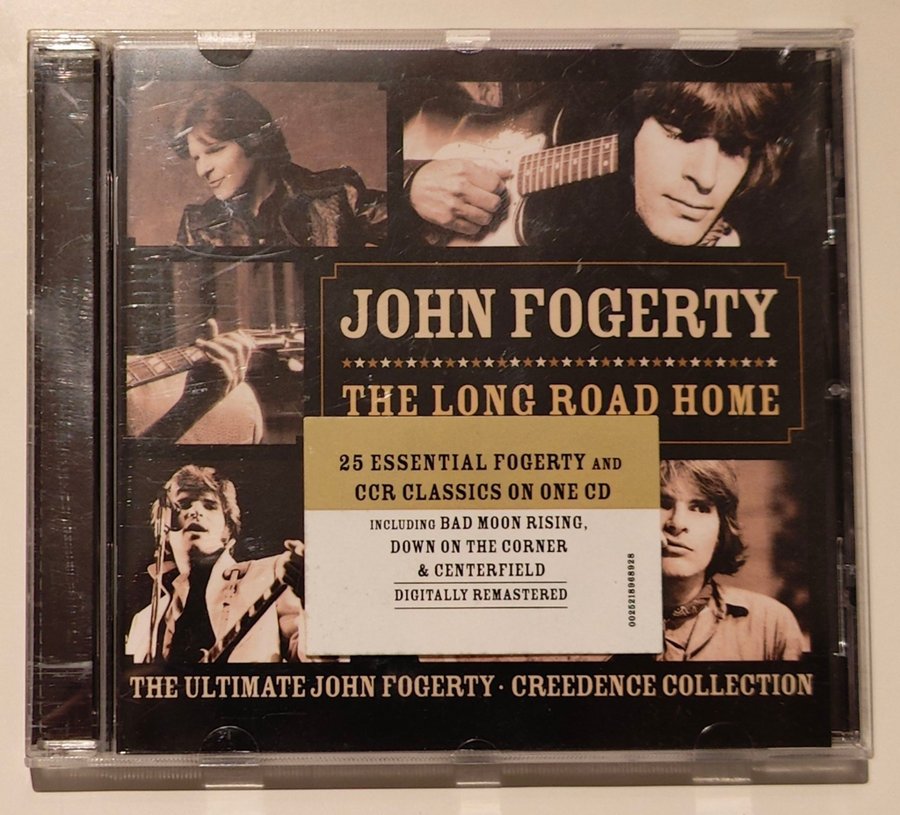 JOHN FOGERTY
THE LONG ROAD HOME
25 ESSENTIAL FOGERTY AND
CCR CLASSICS ON ONE CD
INCLUDING BAD MOON RISING,
DOWN ON THE CORNER
& CENTERFIELD
DIGITALLY REMASTERED
0025218968928
THE ULTIMATE JOHN FOGERTY · CREEDENCE COLLECTION